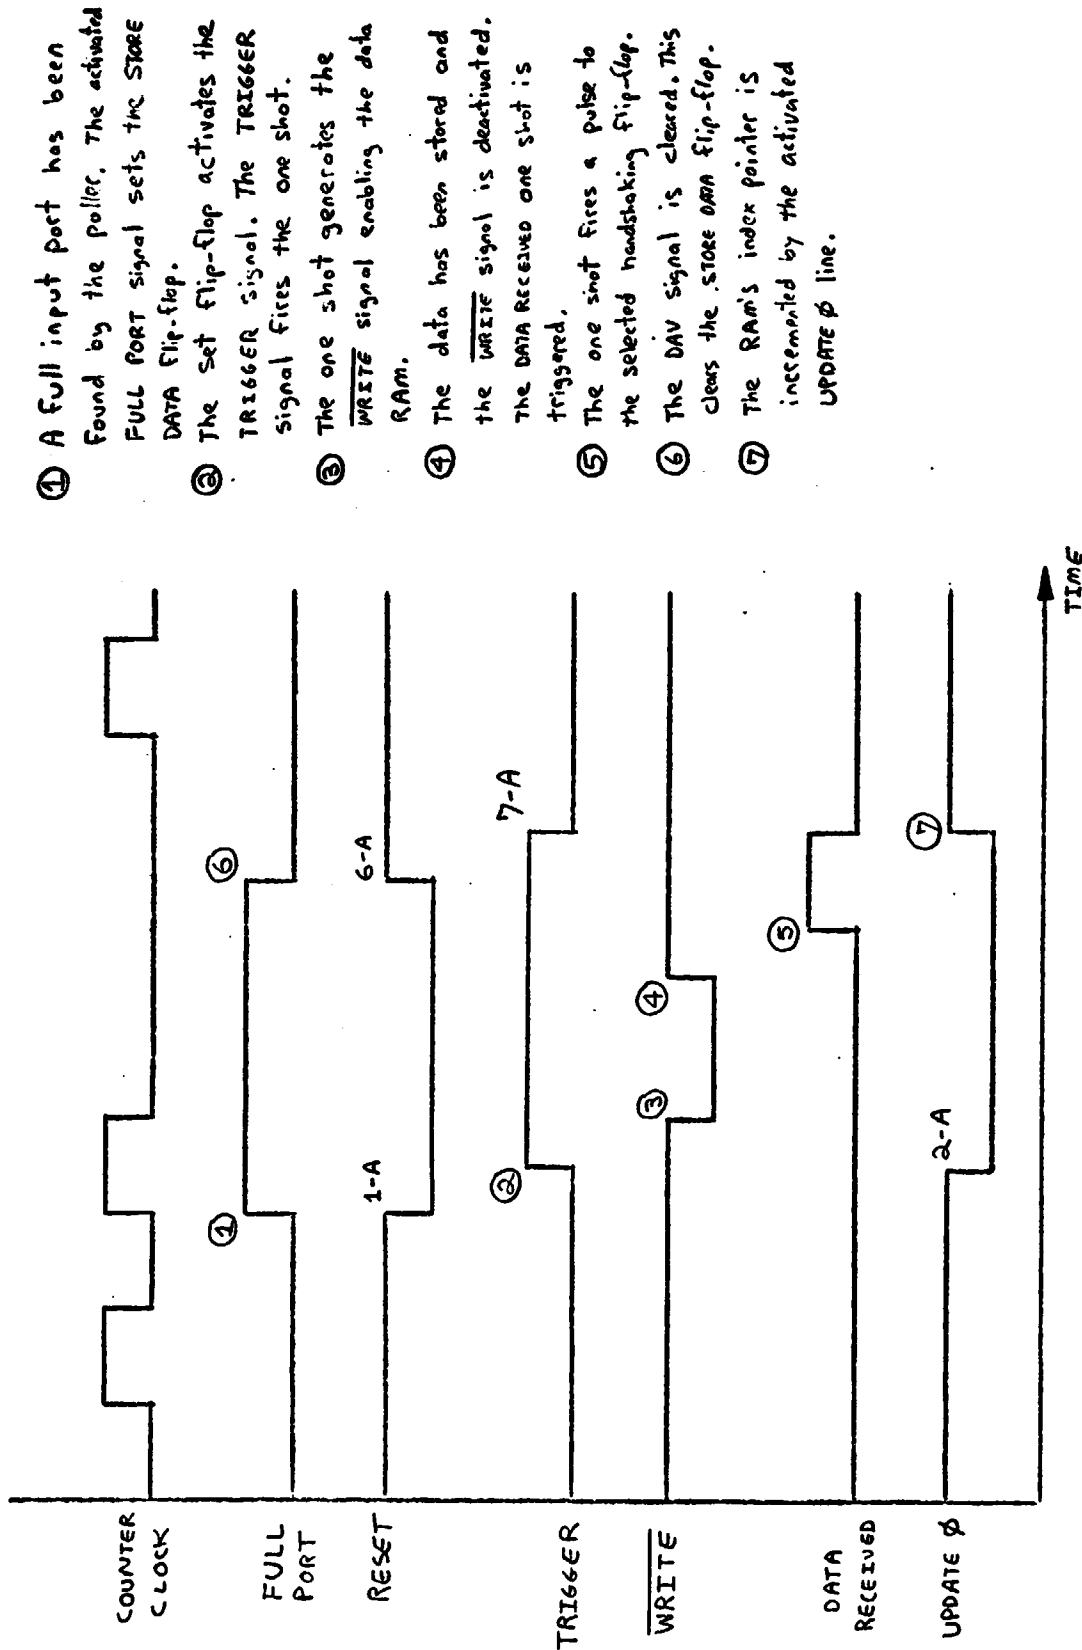 COUNTER
CLOCK
FULL
PORT
RESET
TRIGGER
WRITE
DATA
RECEIVED
UPDATE Ø
①
⑥
1-A
6-A
②
7-A
③
④
⑤
2-A
⑦
TIME
① A full input port has been
found by the poller. The activated
FULL PORT signal sets the STORE
DATA flip-flop.
② The set flip-flop activates the
TRIGGER signal. The TRIGGER
signal fires the one shot.
③ The one shot generates the
WRITE signal enabling the data
RAM.
④ The data has been stored and
the WRITE signal is deactivated.
The DATA RECEIVED one shot is
triggered.
⑤ The one shot fires a pulse to
the selected handshaking flip-flop.
⑥ The DAV signal is cleared. This
clears the STORE DATA flip-flop.
⑦ The RAM's index pointer is
incremented by the activated
UPDATE Ø line.